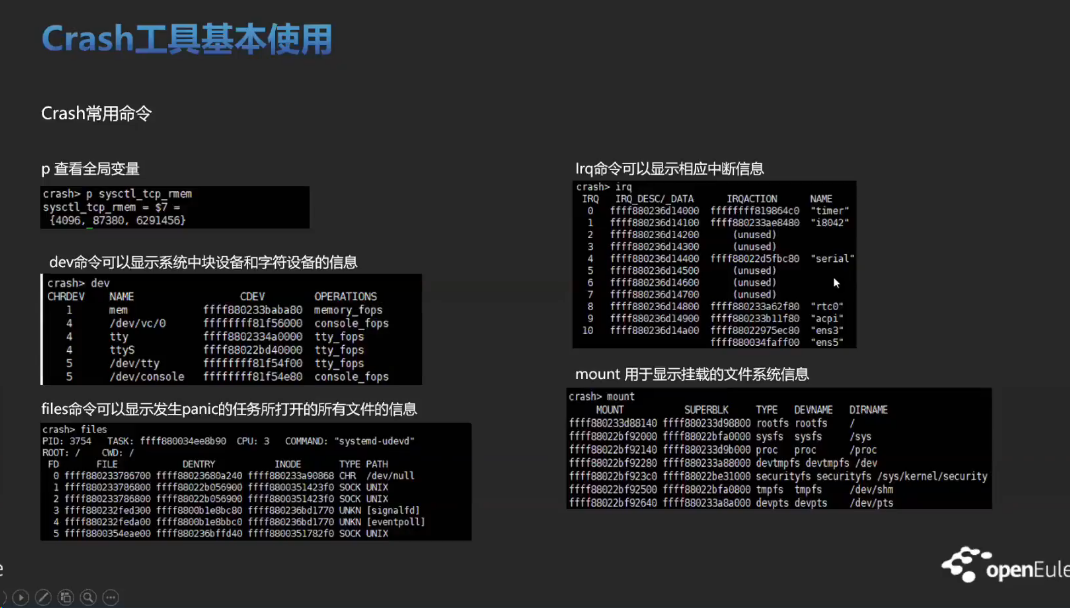 Crash工具基本使用
Crash常用命令
p 查看全局变量
crash> p sysctl_tcp_rmem
sysctl_tcp_rmem = $7 =
{4096, 87380, 6291456}
dev命令可以显示系统中块设备和字符设备的信息
crash> dev
CHRDEV NAME CDEV OPERATIONS
1 mem ffff880233baba80 memory_fops
4 /dev/vc/0 ffffffff81f56000 console_fops
4 tty ffff8802334a0000 tty_fops
4 ttyS ffff88022bd40000 tty_fops
5 /dev/tty ffffffff81f54f00 tty_fops
5 /dev/console ffffffff81f54e80 console_fops
files命令可以显示发生panic的任务所打开的所有文件的信息
crash> files
PID: 3754 TASK: ffff880034ee8b90 CPU: 3 COMMAND: "systemd-udevd"
ROOT: / CWD: /
FD FILE DENTRY INODE TYPE PATH
0 ffff880233786700 ffff88023680a240 ffff880233a90868 CHR /dev/null
1 ffff880233786800 ffff88022b056900 ffff8800351423f0 SOCK UNIX
2 ffff880233786800 ffff88022b056900 ffff8800351423f0 SOCK UNIX
3 ffff880232fed300 ffff8800b1e8bc80 ffff880236bd1770 UNKN [signalfd]
4 ffff880232feda00 ffff8800b1e8bbc0 ffff880236bd1770 UNKN [eventpoll]
5 ffff8800354eae00 ffff880236bffd40 ffff8800351782f0 SOCK UNIX
Irq命令可以显示相应中断信息
crash> irq
IRQ IRQ_DESC/_DATA IRQACTION NAME
0 ffff880236d14000 ffffffff819864c0 "timer"
1 ffff880236d14100 ffff880233ae8480 "i8042"
2 ffff880236d14200 (unused)
3 ffff880236d14300 (unused)
4 ffff880236d14400 ffff88022d5fbc80 "serial"
5 ffff880236d14500 (unused)
6 ffff880236d14600 (unused)
7 ffff880236d14700 (unused)
8 ffff880236d14800 ffff880233a62f80 "rtc0"
9 ffff880236d14900 ffff880233b11f80 "acpi"
10 ffff880236d14a00 ffff88022975ec80 "ens3"
ffff880034faff00 "ens5"
mount 用于显示挂载的文件系统信息
crash> mount
MOUNT SUPERBLK TYPE DEVNAME DIRNAME
ffff880233d88140 ffff880233d98800 rootfs rootfs /
ffff88022bf92000 ffff88022bfa0000 sysfs sysfs /sys
ffff88022bf92140 ffff880233d9b000 proc proc /proc
ffff88022bf92280 ffff880233a88000 devtmpfs devtmpfs /dev
ffff88022bf923c0 ffff88022be31000 securityfs securityfs /sys/kernel/security
ffff88022bf92500 ffff88022bfa0800 tmpfs tmpfs /dev/shm
ffff88022bf92640 ffff880233a8a000 devpts devpts /dev/pts
e
openEule